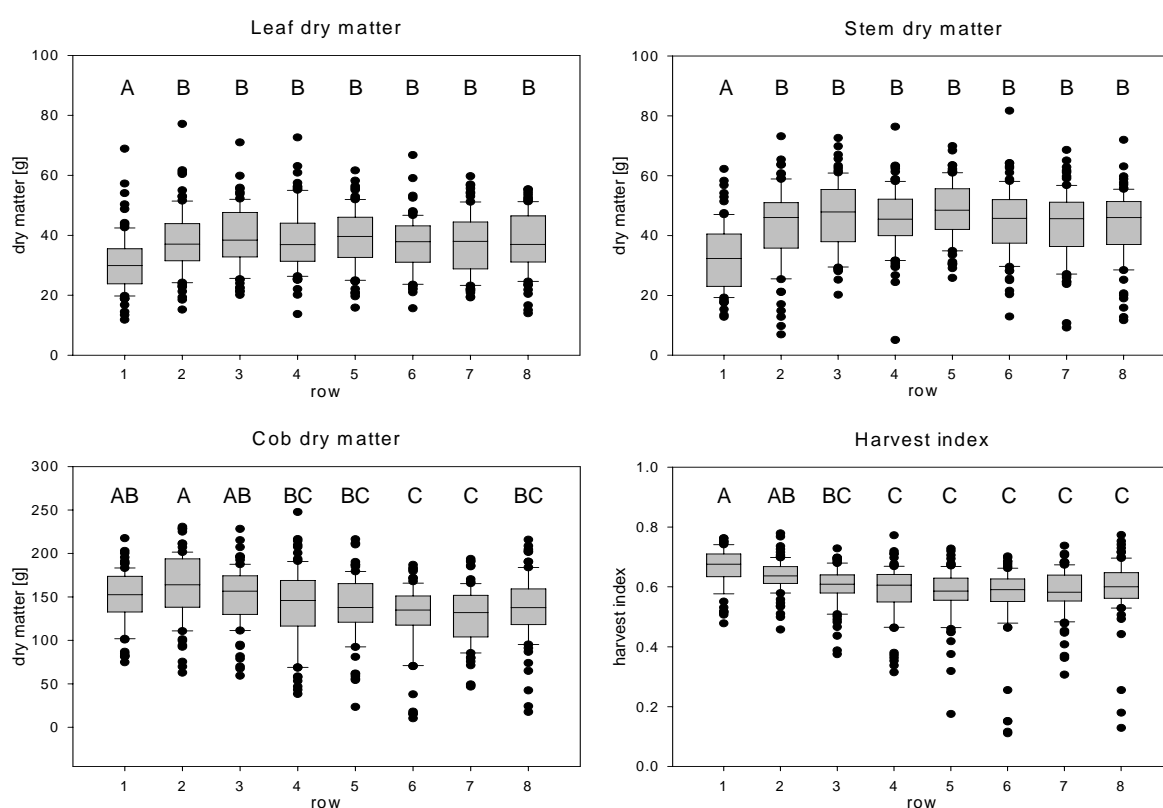 Leaf dry matter
Stem dry matter
100
80
60
40
20
0
dry matter [g]
A B B B B B B B
1 2 3 4 5 6 7 8
row
100
80
60
40
20
0
dry matter [g]
A B B B B B B B
1 2 3 4 5 6 7 8
row
Cob dry matter
Harvest index
300
250
200
150
100
50
0
dry matter [g]
AB A AB BC BC C C BC
1 2 3 4 5 6 7 8
row
1.0
0.8
0.6
0.4
0.2
0.0
harvest index
A AB BC C C C C C
1 2 3 4 5 6 7 8
row